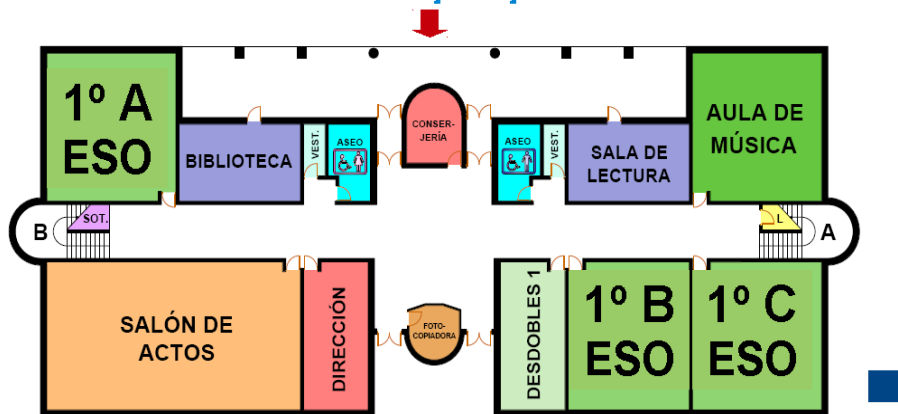 1º A
ESO
BIBLIOTECA
VEST.
ASEO
CONSER-
JERÍA
ASEO
VEST.
SALA DE
LECTURA
AULA DE
MÚSICA
B
SOT.
L
A
SALÓN DE
ACTOS
DIRECCIÓN
FOTO-
COPIADORA
DESDOBLES 1
1º B
ESO
1º C
ESO